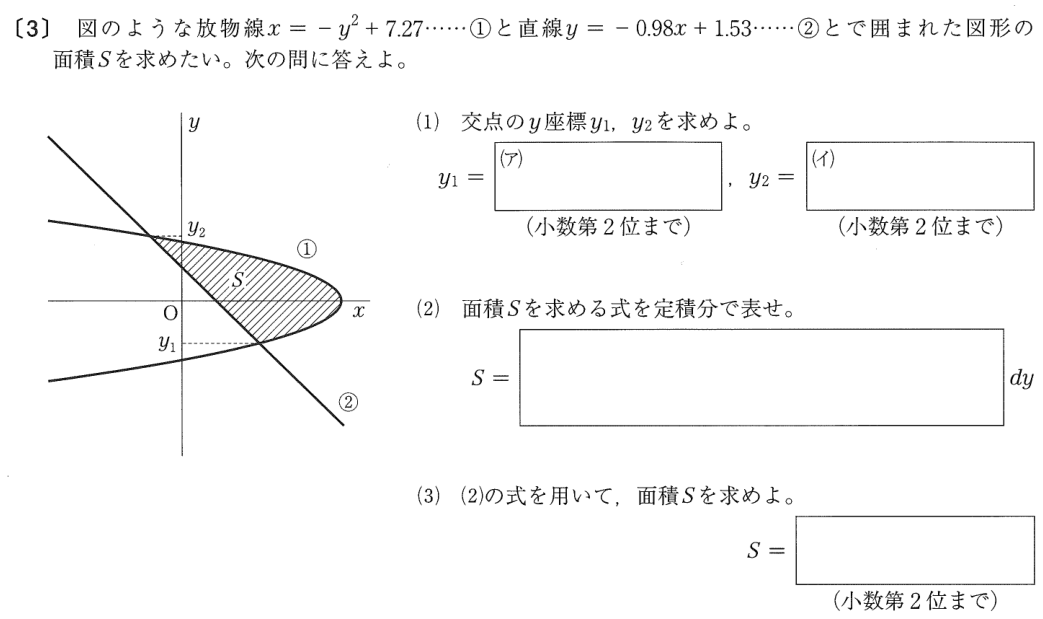 〔3〕 図のような放物線x = − y² + 7.27……①と直線y = − 0.98x + 1.53……②とで囲まれた図形の
面積Sを求めたい。次の問に答えよ。
(1) 交点のy座標y₁, y₂を求めよ。
y₁ = (ア) , y₂ = (イ)
(小数第2位まで) (小数第2位まで)
y
y₂
①
S
O
x
y₁
②
(2) 面積Sを求める式を定積分で表せ。
S = dy
(3) (2)の式を用いて, 面積Sを求めよ。
S =
(小数第2位まで)